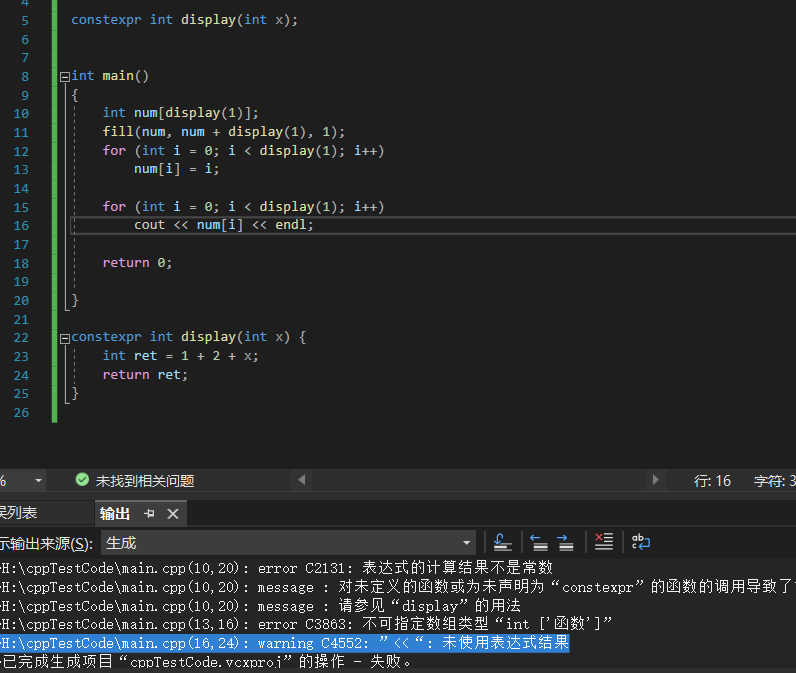 4
5 constexpr int display(int x);
6
7
8 int main()
9 {
10 int num[display(1)];
11 fill(num, num + display(1), 1);
12 for (int i = 0; i < display(1); i++)
13 num[i] = i;
14
15 for (int i = 0; i < display(1); i++)
16 cout << num[i] << endl;
17
18 return 0;
19
20 }
21
22 constexpr int display(int x) {
23 int ret = 1 + 2 + x;
24 return ret;
25 }
26
% 未找到相关问题 行: 16 字符: 3
误列表 输出
示输出来源(S): 生成
H:\cppTestCode\main.cpp(10,20): error C2131: 表达式的计算结果不是常数
H:\cppTestCode\main.cpp(10,20): message : 对未定义的函数或为未声明为“constexpr”的函数的调用导致了
H:\cppTestCode\main.cpp(10,20): message : 请参见“display”的用法
H:\cppTestCode\main.cpp(13,16): error C3863: 不可指定数组类型“int ['函数']”
H:\cppTestCode\main.cpp(16,24): warning C4552: ”<<“: 未使用表达式结果
已完成生成项目“cppTestCode.vcxproj”的操作 - 失败。